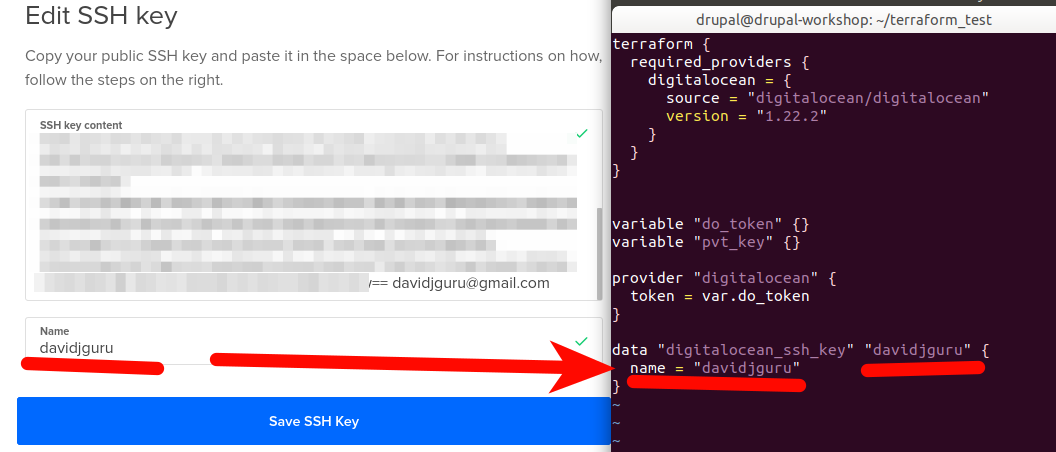 Edit SSH key
Copy your public SSH key and paste it in the space below. For instructions on how,
follow the steps on the right.
SSH key content
== davidjguru@gmail.com
Name
davidjguru
Save SSH Key
drupal@drupal-workshop: ~/terraform_test
terraform {
  required_providers {
    digitalocean = {
      source = "digitalocean/digitalocean"
      version = "1.22.2"
    }
  }
}
variable "do_token" {}
variable "pvt_key" {}
provider "digitalocean" {
  token = var.do_token
}
data "digitalocean_ssh_key" "davidjguru" {
  name = "davidjguru"
}
~
~
~